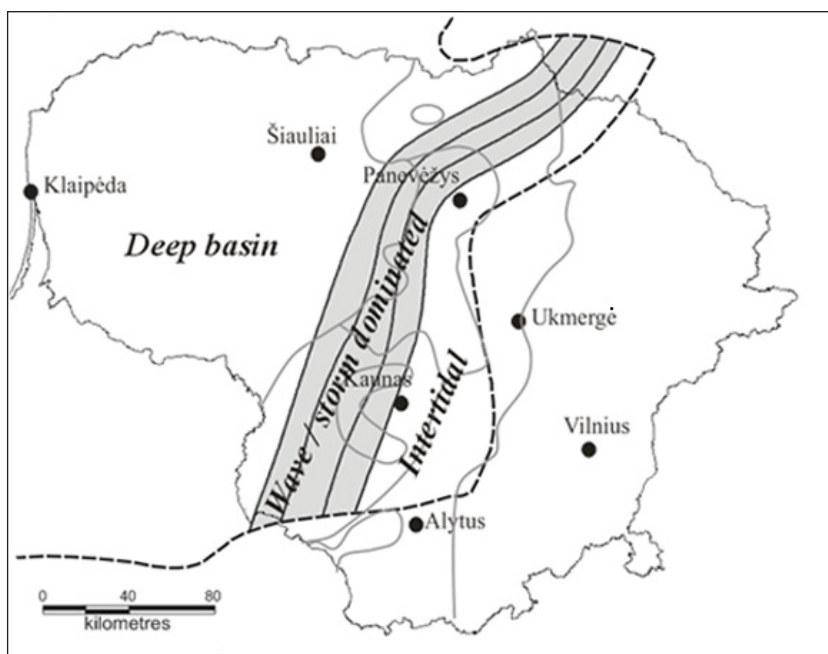 Šiauliai
Panevėžys
Klaipėda
Deep basin
Wave / storm dominated
Ukmergė
Kaunas
Intertidal
Vilnius
Alytus
0 40 80
kilometres